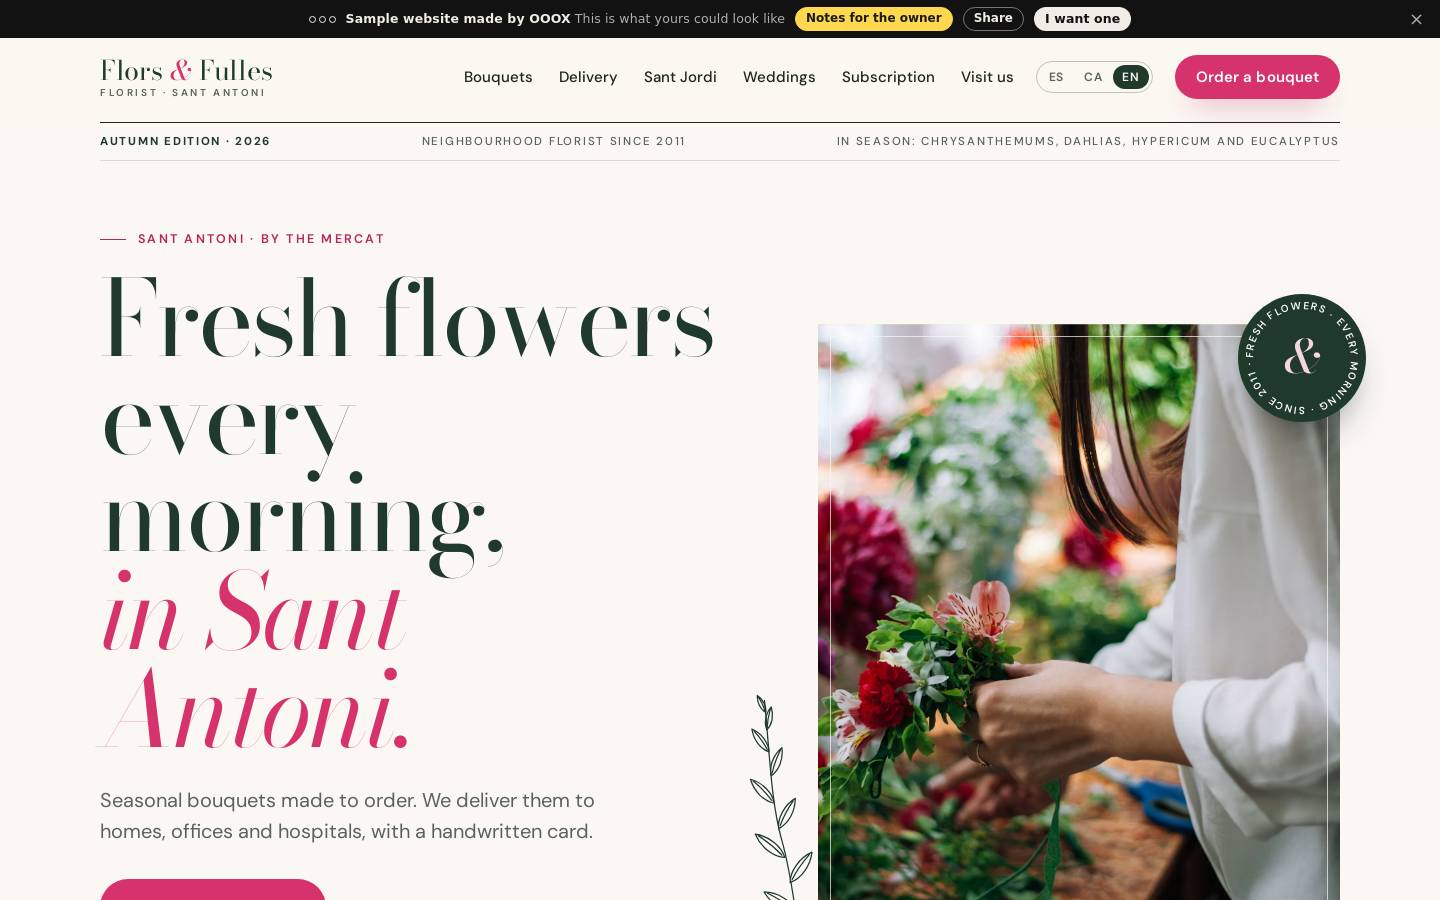 Sample website made by OOOX This is what yours could look like Notes for the owner Share I want one ×
Flors & Fulles
FLORIST · SANT ANTONI
Bouquets Delivery Sant Jordi Weddings Subscription Visit us ES CA EN Order a bouquet
AUTUMN EDITION · 2026 NEIGHBOURHOOD FLORIST SINCE 2011 IN SEASON: CHRYSANTHEMUMS, DAHLIAS, HYPERICUM AND EUCALYPTUS
SANT ANTONI · BY THE MERCAT
Fresh flowers
every
morning,
in Sant
Antoni.
FRESH FLOWERS · EVERY MORNING · SINCE 2011 ·
&
Seasonal bouquets made to order. We deliver them to
homes, offices and hospitals, with a handwritten card.